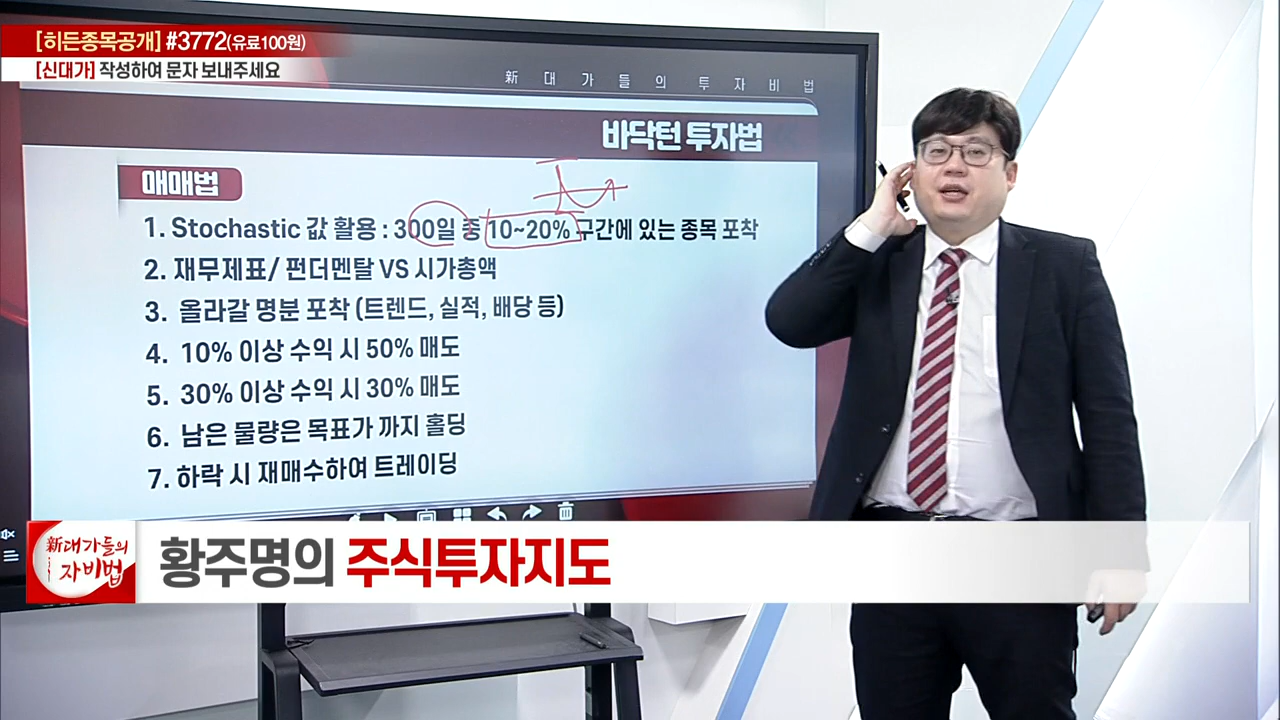 [히든종목공개] #3772(유료100원)
[신대가] 작성하여 문자 보내주세요
新대가들의 투자비법
바닥턴 투자법
매매법
1. Stochastic 값 활용 : 300일 중 10~20% 구간에 있는 종목 포착
2. 재무제표/ 펀더멘탈 VS 시가총액
3. 올라갈 명분 포착 (트렌드, 실적, 배당 등)
4. 10% 이상 수익 시 50% 매도
5. 30% 이상 수익 시 30% 매도
6. 남은 물량은 목표가 까지 홀딩
7. 하락 시 재매수하여 트레이딩
新대가들의
자비법
황주명의 주식투자지도